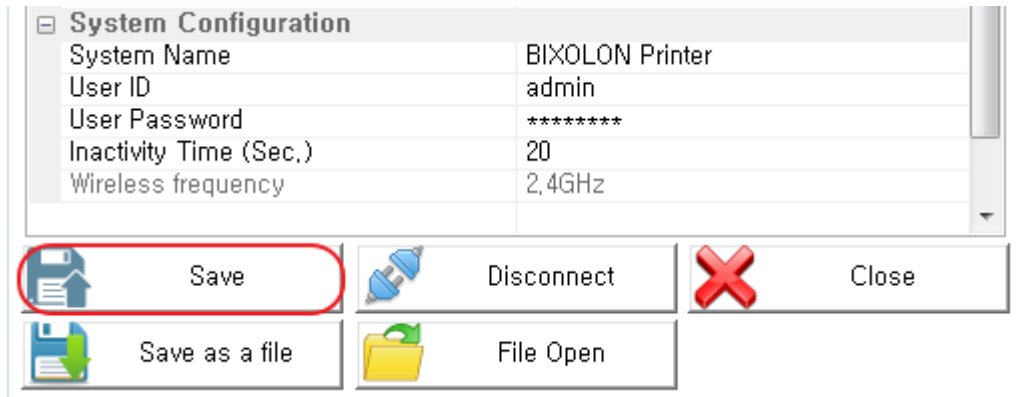 System Configuration
System Name BIXOLON Printer
User ID admin
User Password ********
Inactivity Time (Sec,) 20
Wireless frequency 2,4GHz
Save Disconnect Close
Save as a file File Open